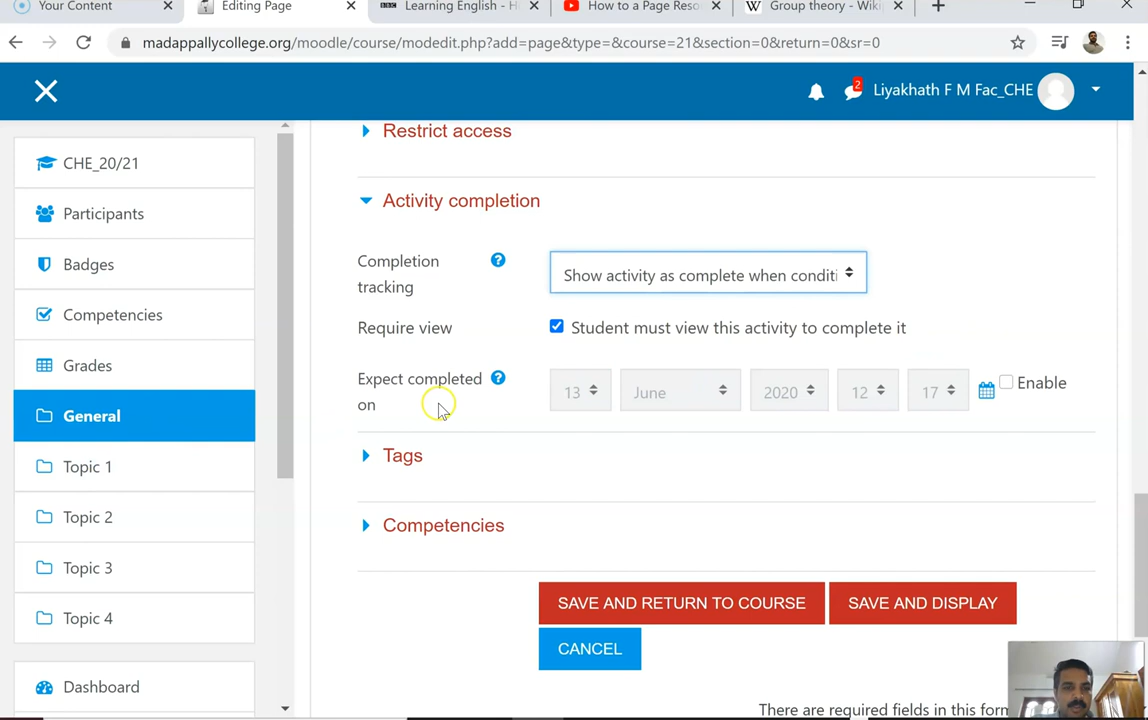 Your Content
Editing Page
Learning English - H
How to a Page Reso
Group theory - Wiki
madappallycollege.org/moodle/course/modedit.php?add=page&type=&course=21&section=0&return=0&sr=0
2
Liyakhath F M Fac_CHE
CHE_20/21
Participants
Badges
Competencies
Grades
General
Topic 1
Topic 2
Topic 3
Topic 4
Dashboard
Restrict access
Activity completion
Completion tracking
Show activity as complete when conditi
Require view
Student must view this activity to complete it
Expect completed on
13 June 2020 12 17 Enable
Tags
Competencies
SAVE AND RETURN TO COURSE
SAVE AND DISPLAY
CANCEL
There are required fields in this form